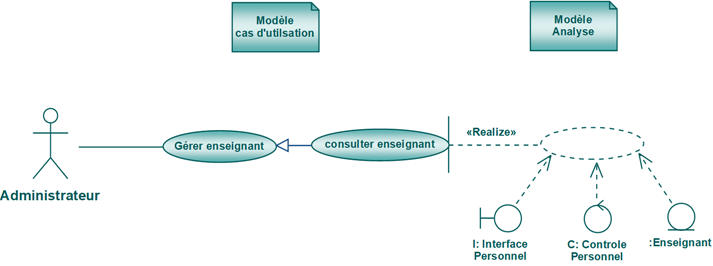 Modèle
cas d'utilsation
Modèle
Analyse
«Realize»
Gérer enseignant
consulter enseignant
Administrateur
I: Interface
Personnel
C: Controle
Personnel
:Enseignant